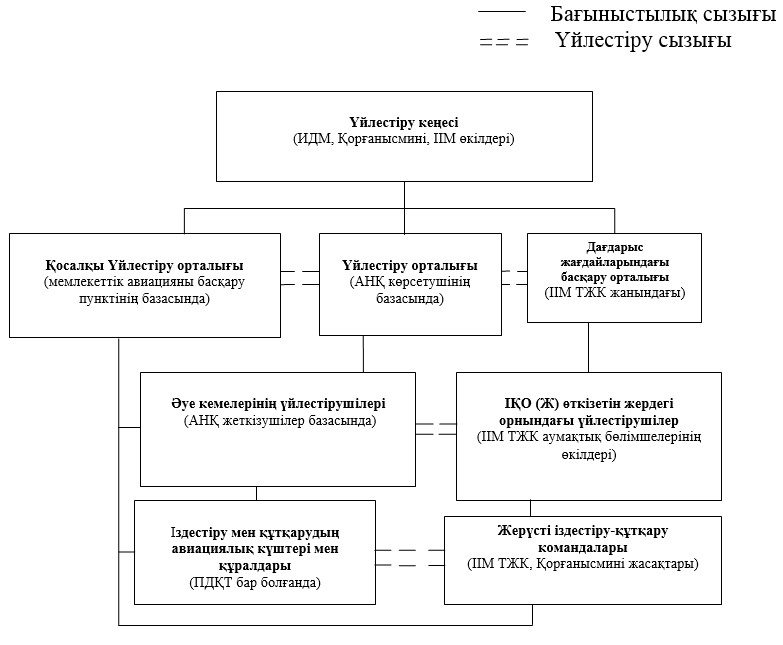 Бағыныстылық сызығы
Үйлестіру сызығы
Үйлестіру кеңесі
(ИДМ, Қорғанысмині, ІІМ өкілдері)
Қосалқы Үйлестіру орталығы
(мемлекеттік авиацияны басқару
пунктінің базасында)
Үйлестіру орталығы
(АНҚ көрсетушінің
базасында)
Дағдарыс
жағдайларындағы
басқару орталығы
(ІІМ ТЖК жанындағы)
Әуе кемелерінің үйлестірушілері
(АНҚ жеткізушілер базасында)
ІҚО (Ж) өткізетін жердегі
орнындағы үйлестірушілер
(ІІМ ТЖК аумақтық бөлімшелерінің
өкілдері)
Іздестіру мен құтқарудың
авиациялық күштері мен
құралдары
(ПДҚТ бар болғанда)
Жерүсті іздестіру-құтқару
командалары
(ІІМ ТЖК, Қорғанысмині жасақтары)